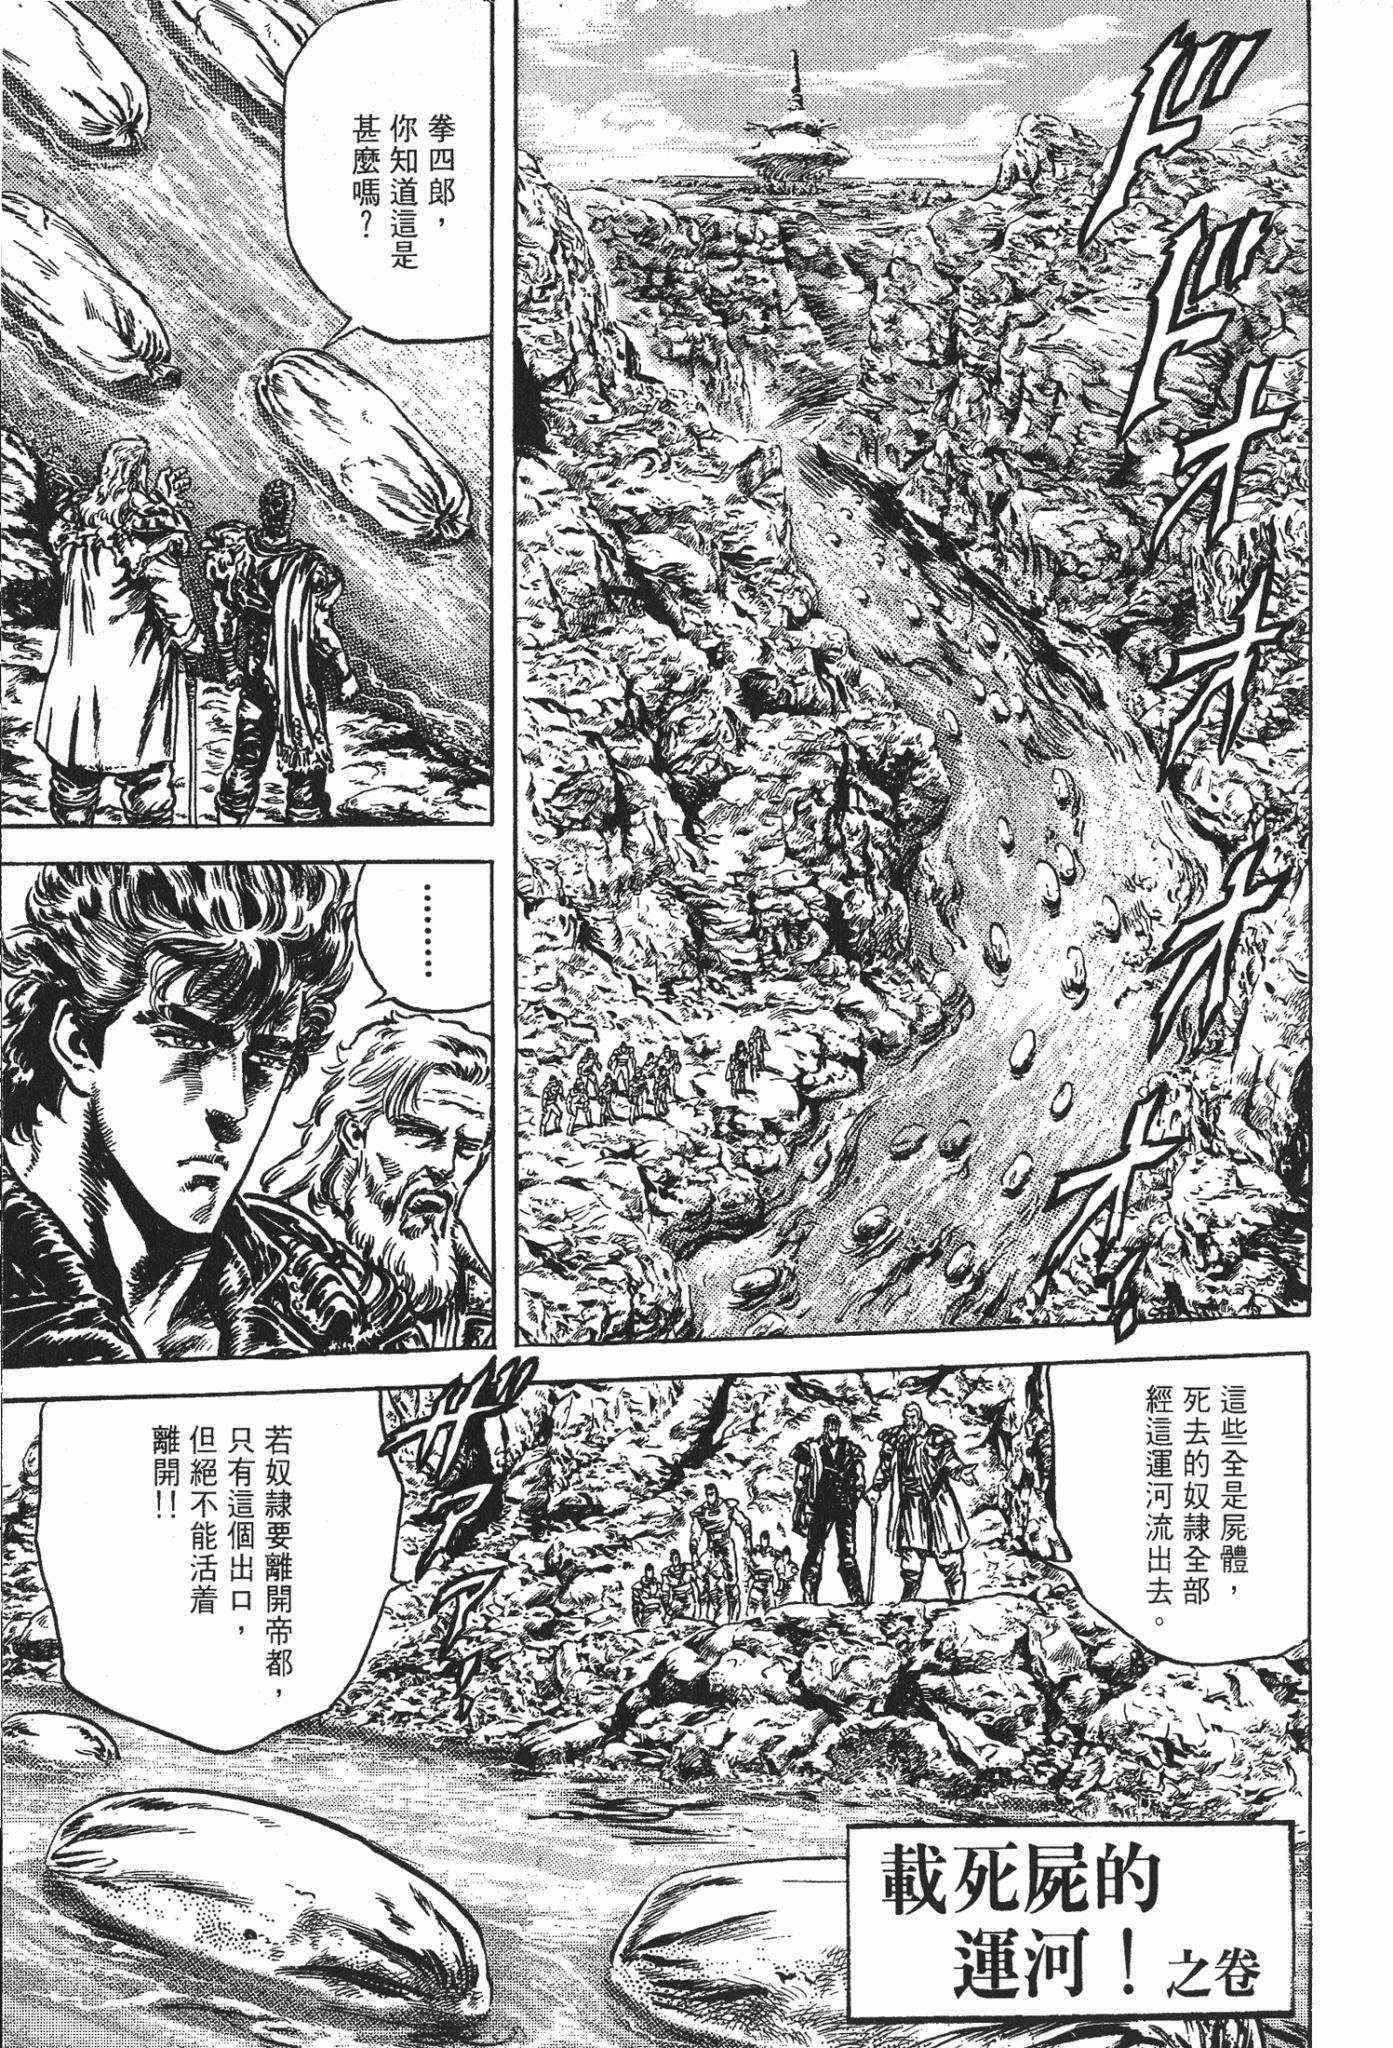 ドドオオオオ
拳四郎，
你知道這是
甚麼嗎？
………
這些全是屍體，
死去的奴隸全部
經這運河流出去。
ザアァァ
若奴隸要離開帝都，
只有這個出口，
但絕不能活着
離開!!
載死屍的
運河！之卷